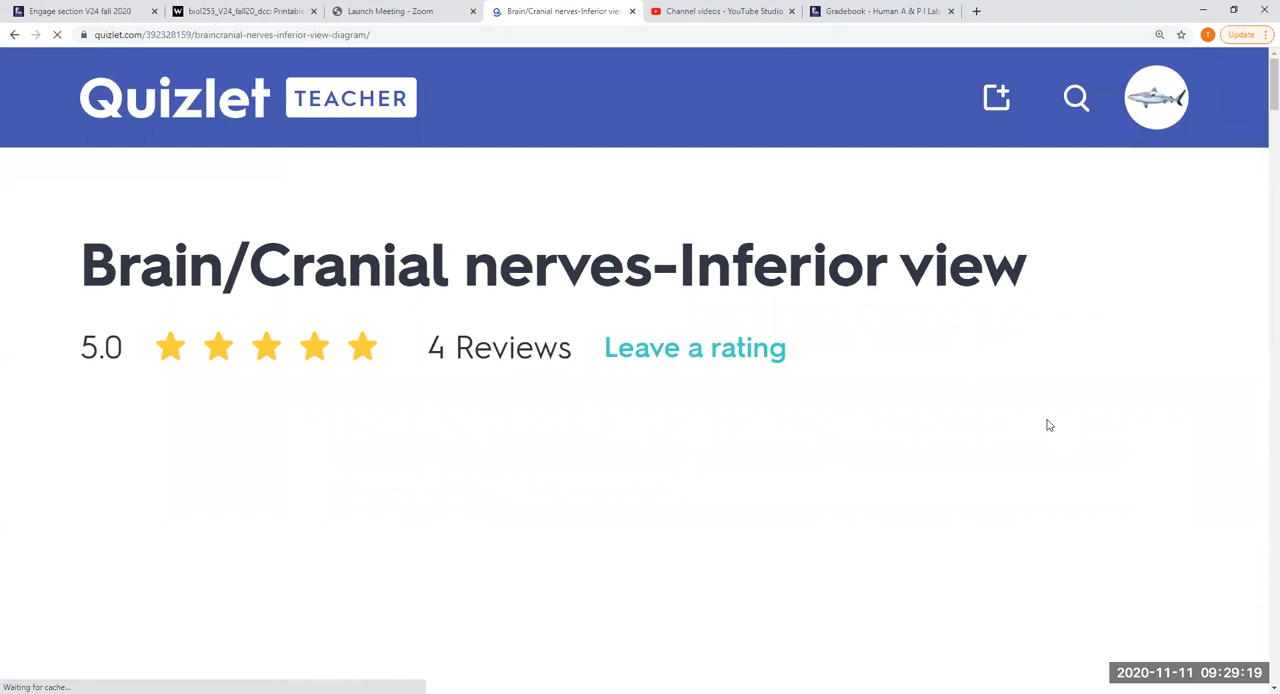 Engage section V24 fall 2020
biol253_V24_fall20_dcc: Printable
Launch Meeting - Zoom
Brain/Cranial nerves-Inferior vie
Channel videos - YouTube Studio
Gradebook - Human A & P I Lab
quizlet.com/392328159/braincranial-nerves-inferior-view-diagram/
T
Update
Quizlet TEACHER
Brain/Cranial nerves-Inferior view
5.0 4 Reviews Leave a rating
Waiting for cache...
2020-11-11 09:29:19